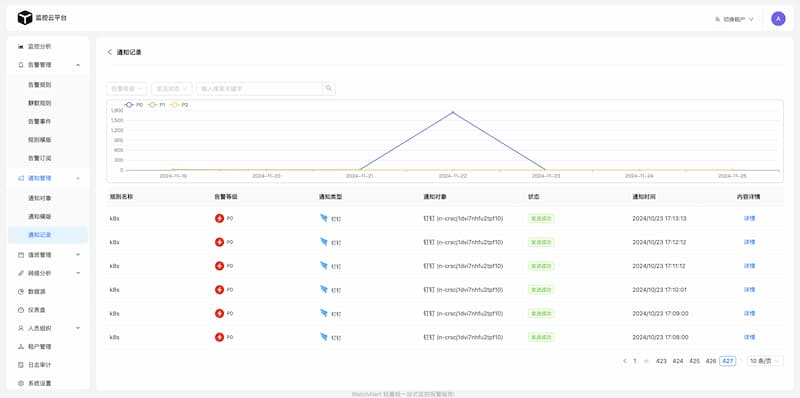 监控云平台
切换租户
A
监控分析
告警管理
告警规则
静默规则
告警事件
规则模版
告警订阅
通知管理
通知对象
通知模版
通知记录
值班管理
网络分析
数据源
仪表盘
人员组织
租户管理
日志审计
系统设置
通知记录
告警等级
发送状态
输入搜索关键字
P0 P1 P2
1,800
1,500
1,200
900
600
300
0
2024-11-19 2024-11-20 2024-11-21 2024-11-22 2024-11-23 2024-11-24 2024-11-25
规则名称 告警等级 通知类型 通知对象 状态 通知时间 内容详情
k8s P0 钉钉 钉钉 (n-crscj1dvi7nhfu2tpf10) 发送成功 2024/10/23 17:13:13 详情
k8s P0 钉钉 钉钉 (n-crscj1dvi7nhfu2tpf10) 发送成功 2024/10/23 17:12:12 详情
k8s P0 钉钉 钉钉 (n-crscj1dvi7nhfu2tpf10) 发送成功 2024/10/23 17:11:12 详情
k8s P0 钉钉 钉钉 (n-crscj1dvi7nhfu2tpf10) 发送成功 2024/10/23 17:10:01 详情
k8s P0 钉钉 钉钉 (n-crscj1dvi7nhfu2tpf10) 发送成功 2024/10/23 17:09:00 详情
k8s P0 钉钉 钉钉 (n-crscj1dvi7nhfu2tpf10) 发送成功 2024/10/23 17:08:00 详情
1 423 424 425 426 427 10 条/页
WatchAlert 轻量级一站式监控报警服务!